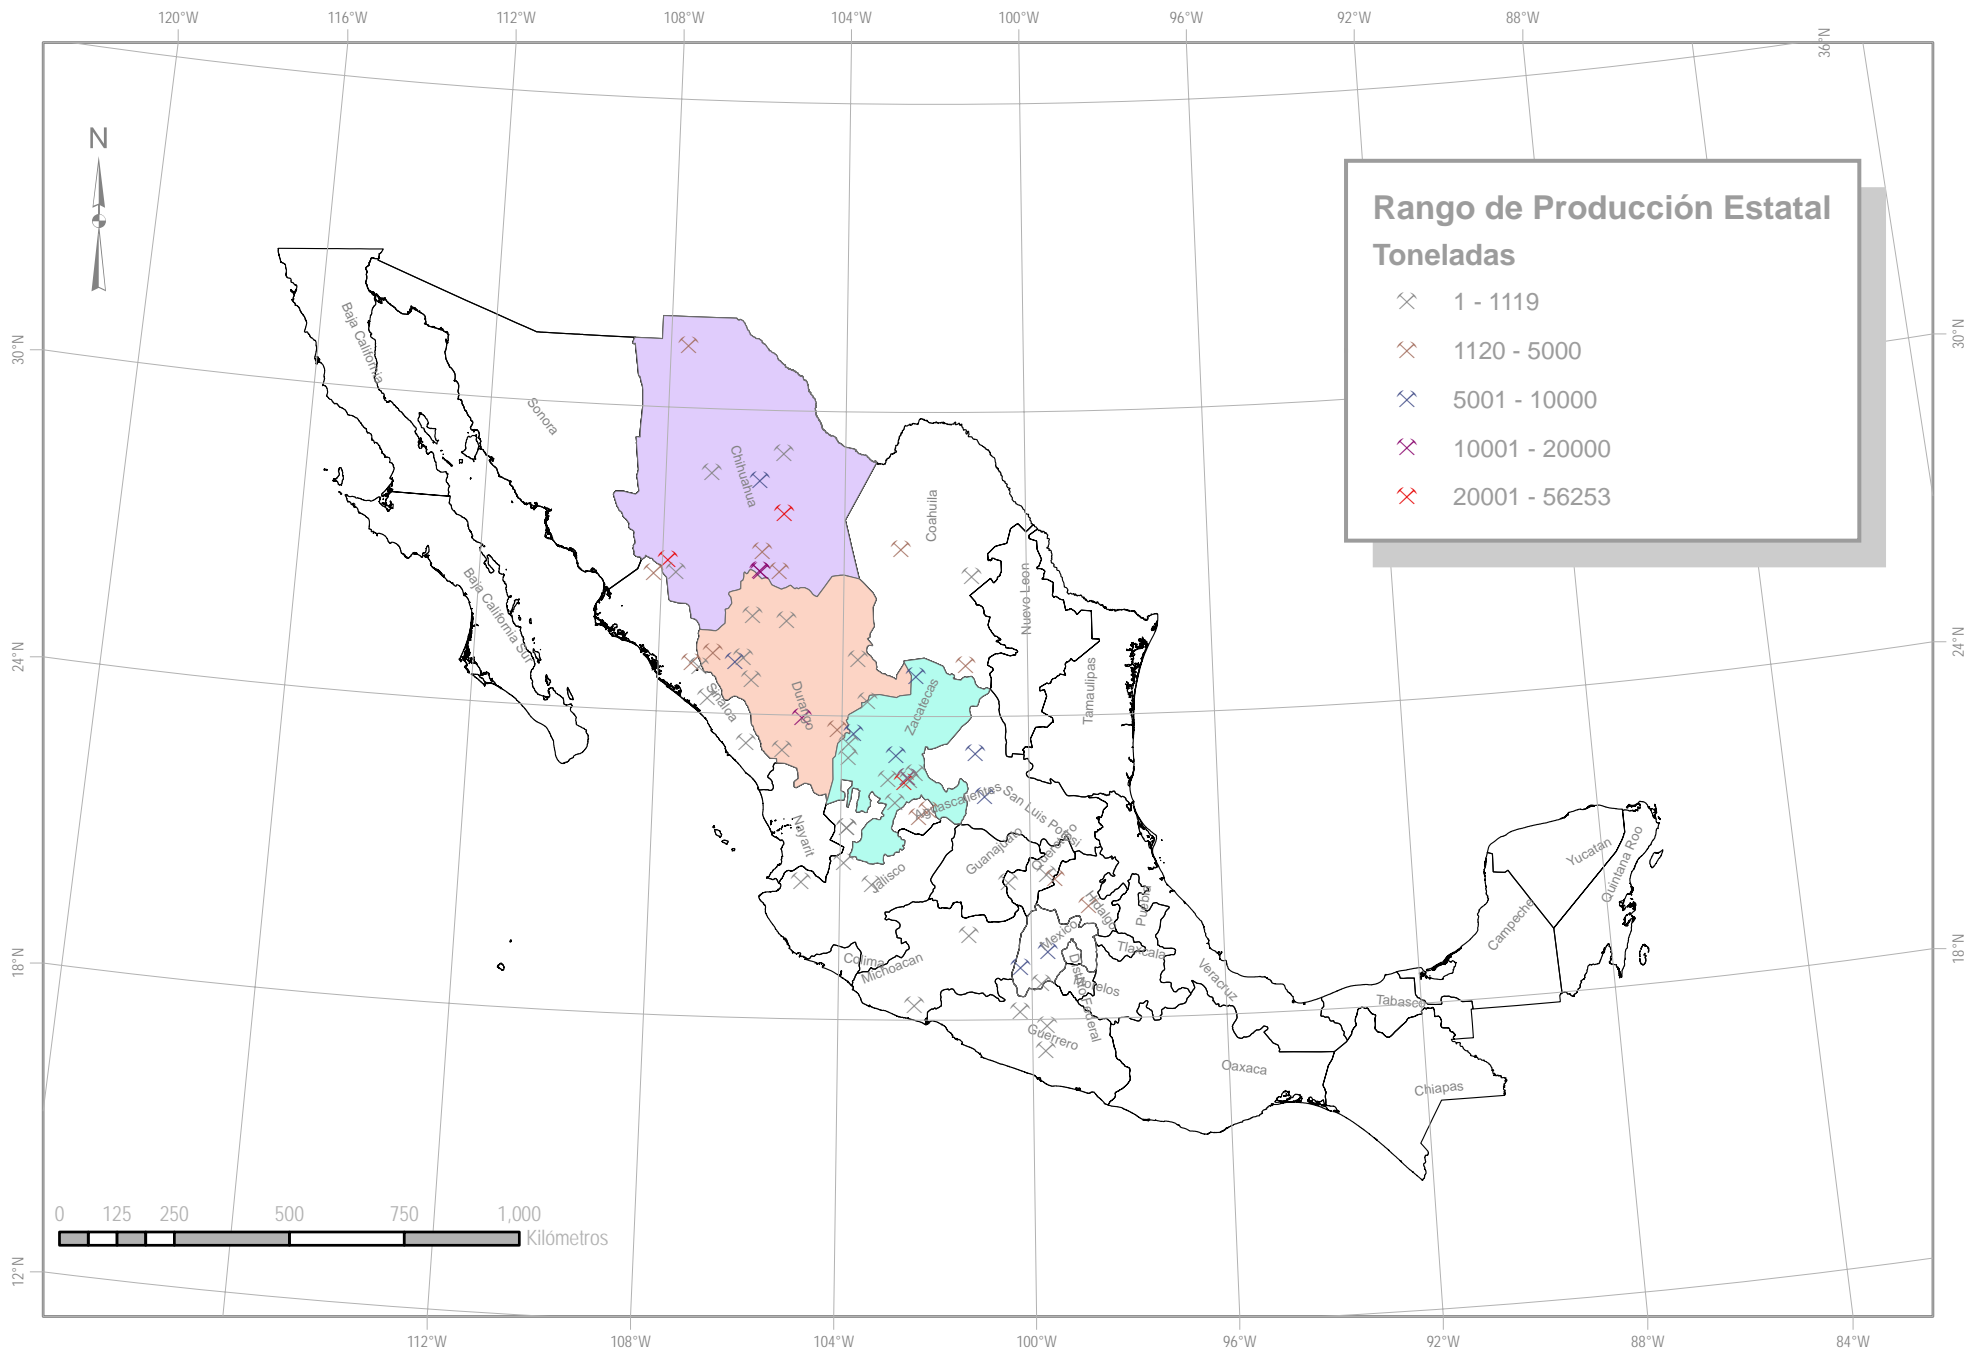 120°W 116°W 112°W 108°W 104°W 100°W 96°W 92°W 88°W
36°N
N
Rango de Producción Estatal
Toneladas
1 - 1119
1120 - 5000
5001 - 10000
10001 - 20000
20001 - 56253
30°N
30°N
24°N
24°N
18°N
18°N
12°N
Baja California
Sonora
Chihuahua
Coahuila
Nuevo Leon
Tamaulipas
Baja California Sur
Sinaloa
Durango
Zacatecas
Aguascalientes
San Luis Potosi
Nayarit
Guanajuato
Queretaro
Jalisco
Hidalgo
Puebla
Mexico
Tlaxcala
Colima
Michoacan
Distrito Federal
Morelos
Veracruz
Guerrero
Oaxaca
Tabasco
Chiapas
Campeche
Yucatan
Quintana Roo
0 125 250 500 750 1,000
Kilómetros
112°W 108°W 104°W 100°W 96°W 92°W 88°W 84°W